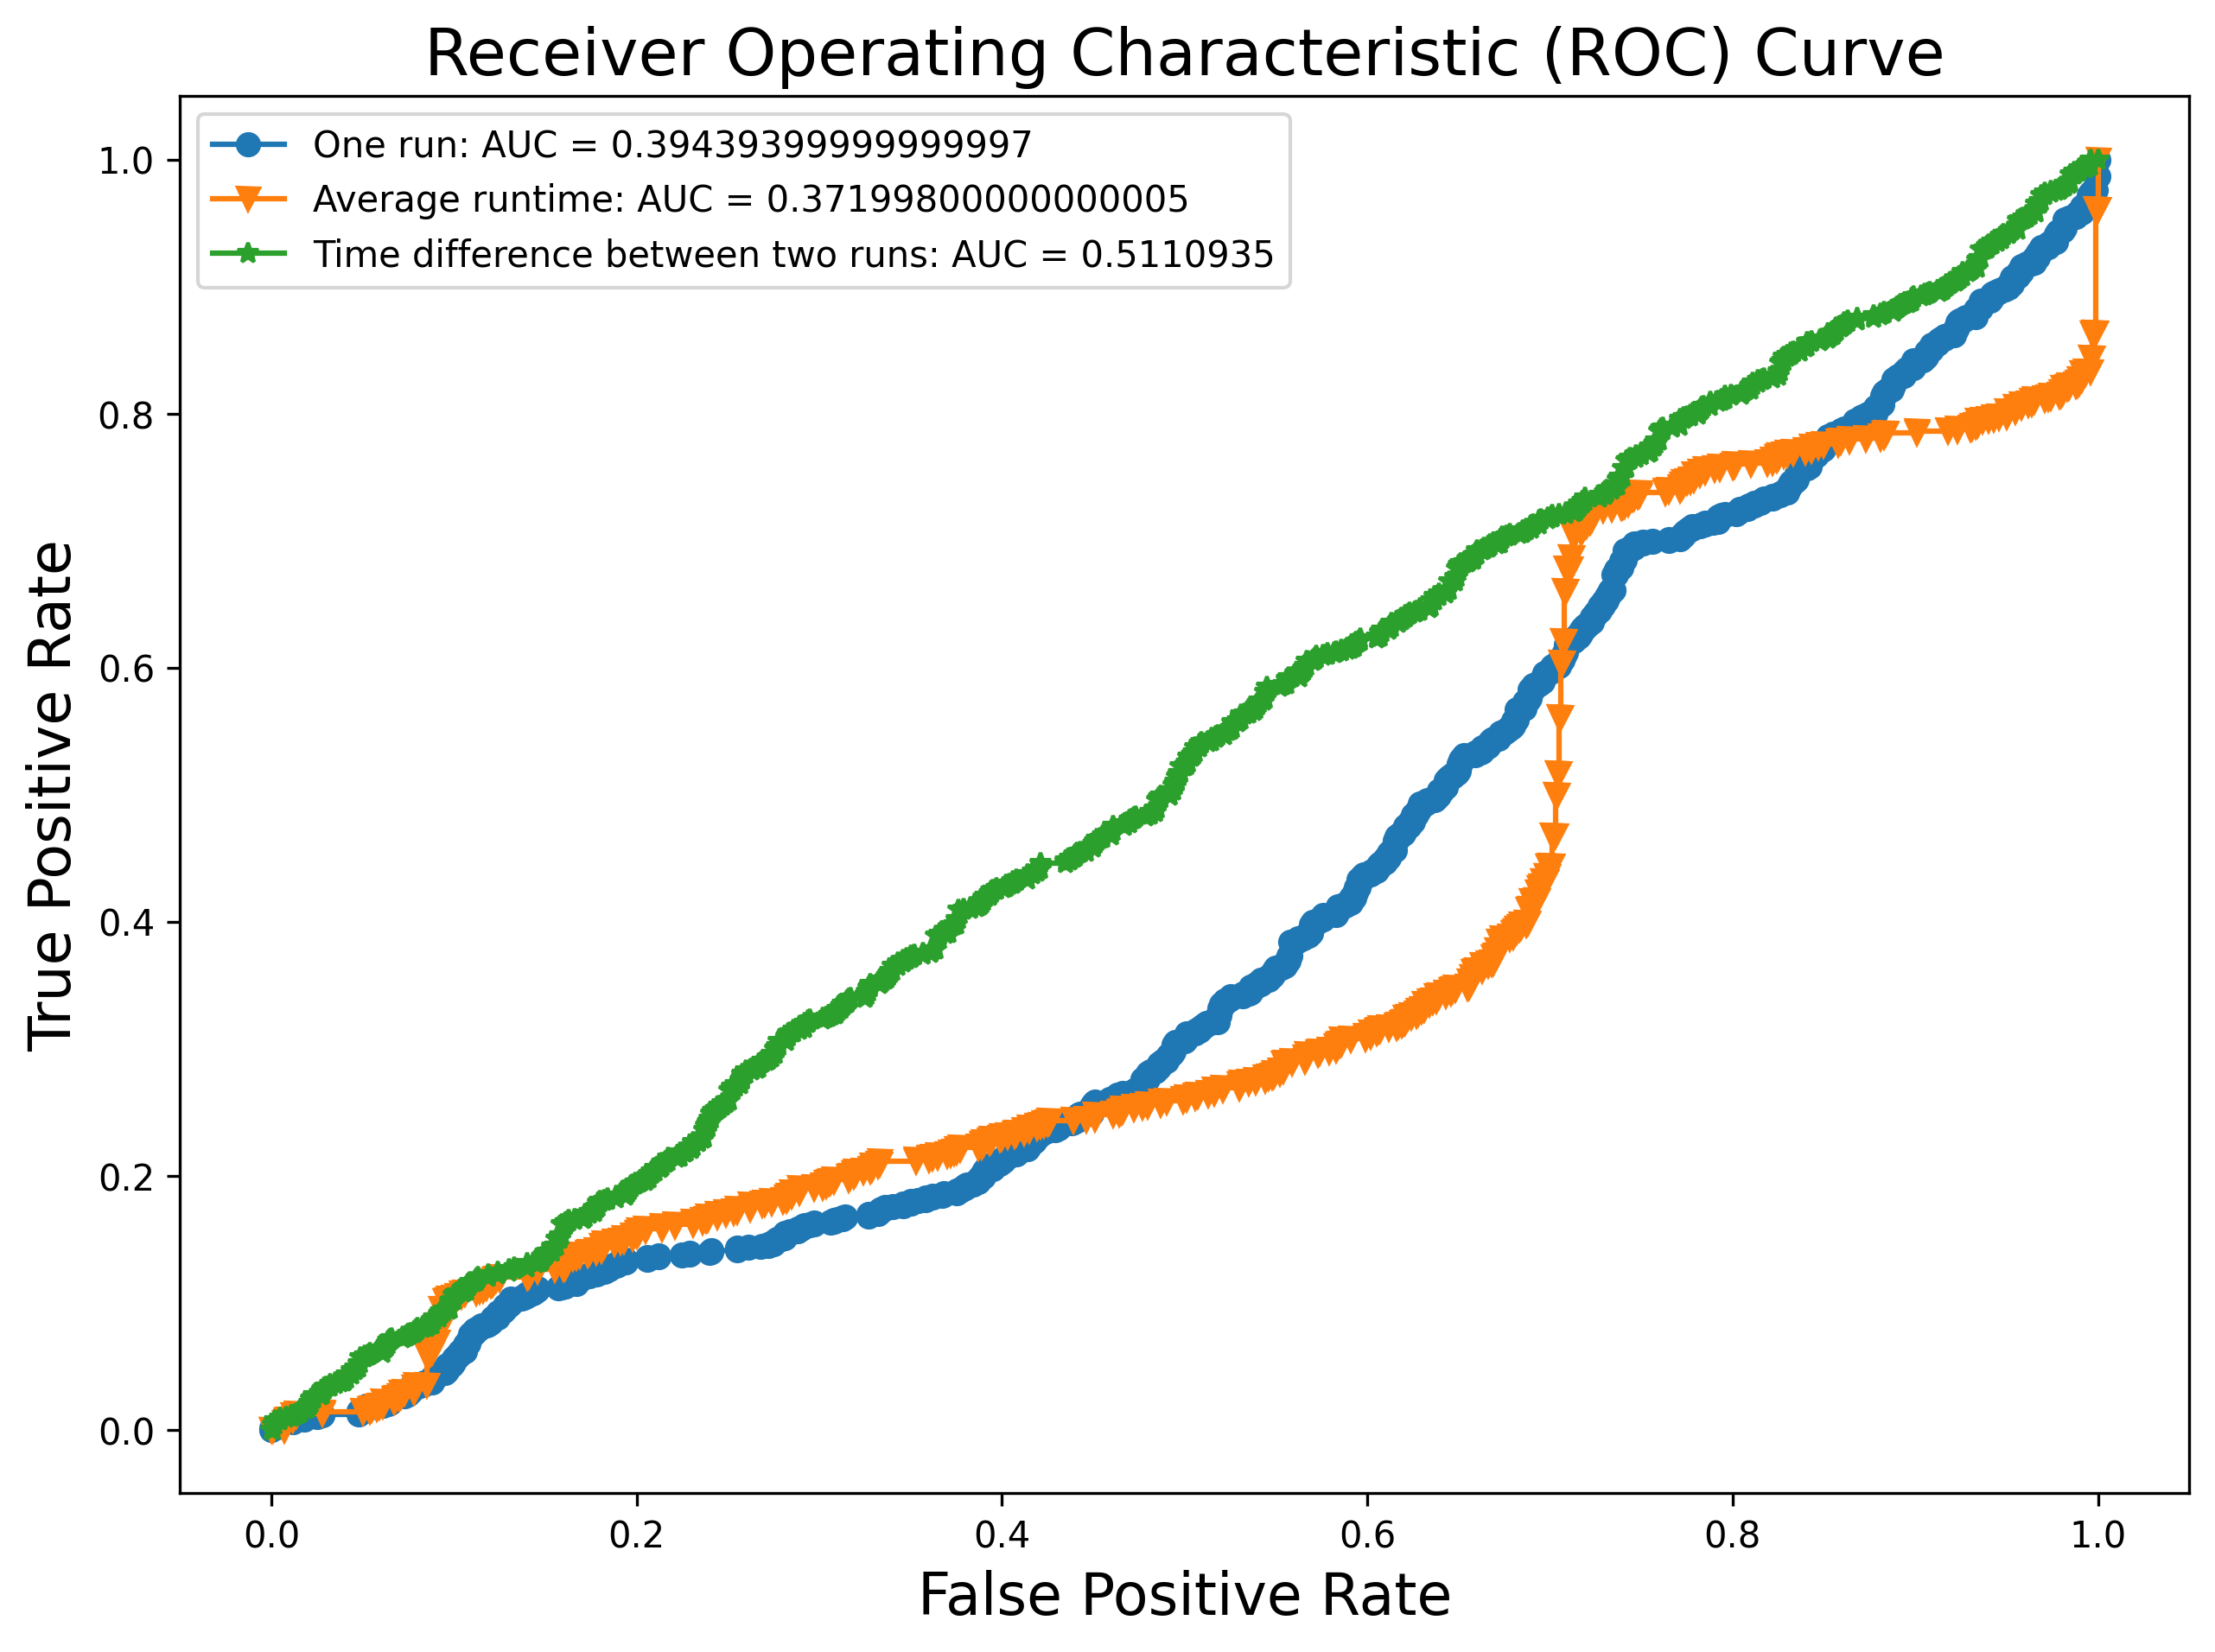 Receiver Operating Characteristic (ROC) Curve
One run: AUC = 0.39439399999999997
Average runtime: AUC = 0.37199800000000005
Time difference between two runs: AUC = 0.5110935
1.0
0.8
0.6
0.4
0.2
0.0
True Positive Rate
0.0 0.2 0.4 0.6 0.8 1.0
False Positive Rate